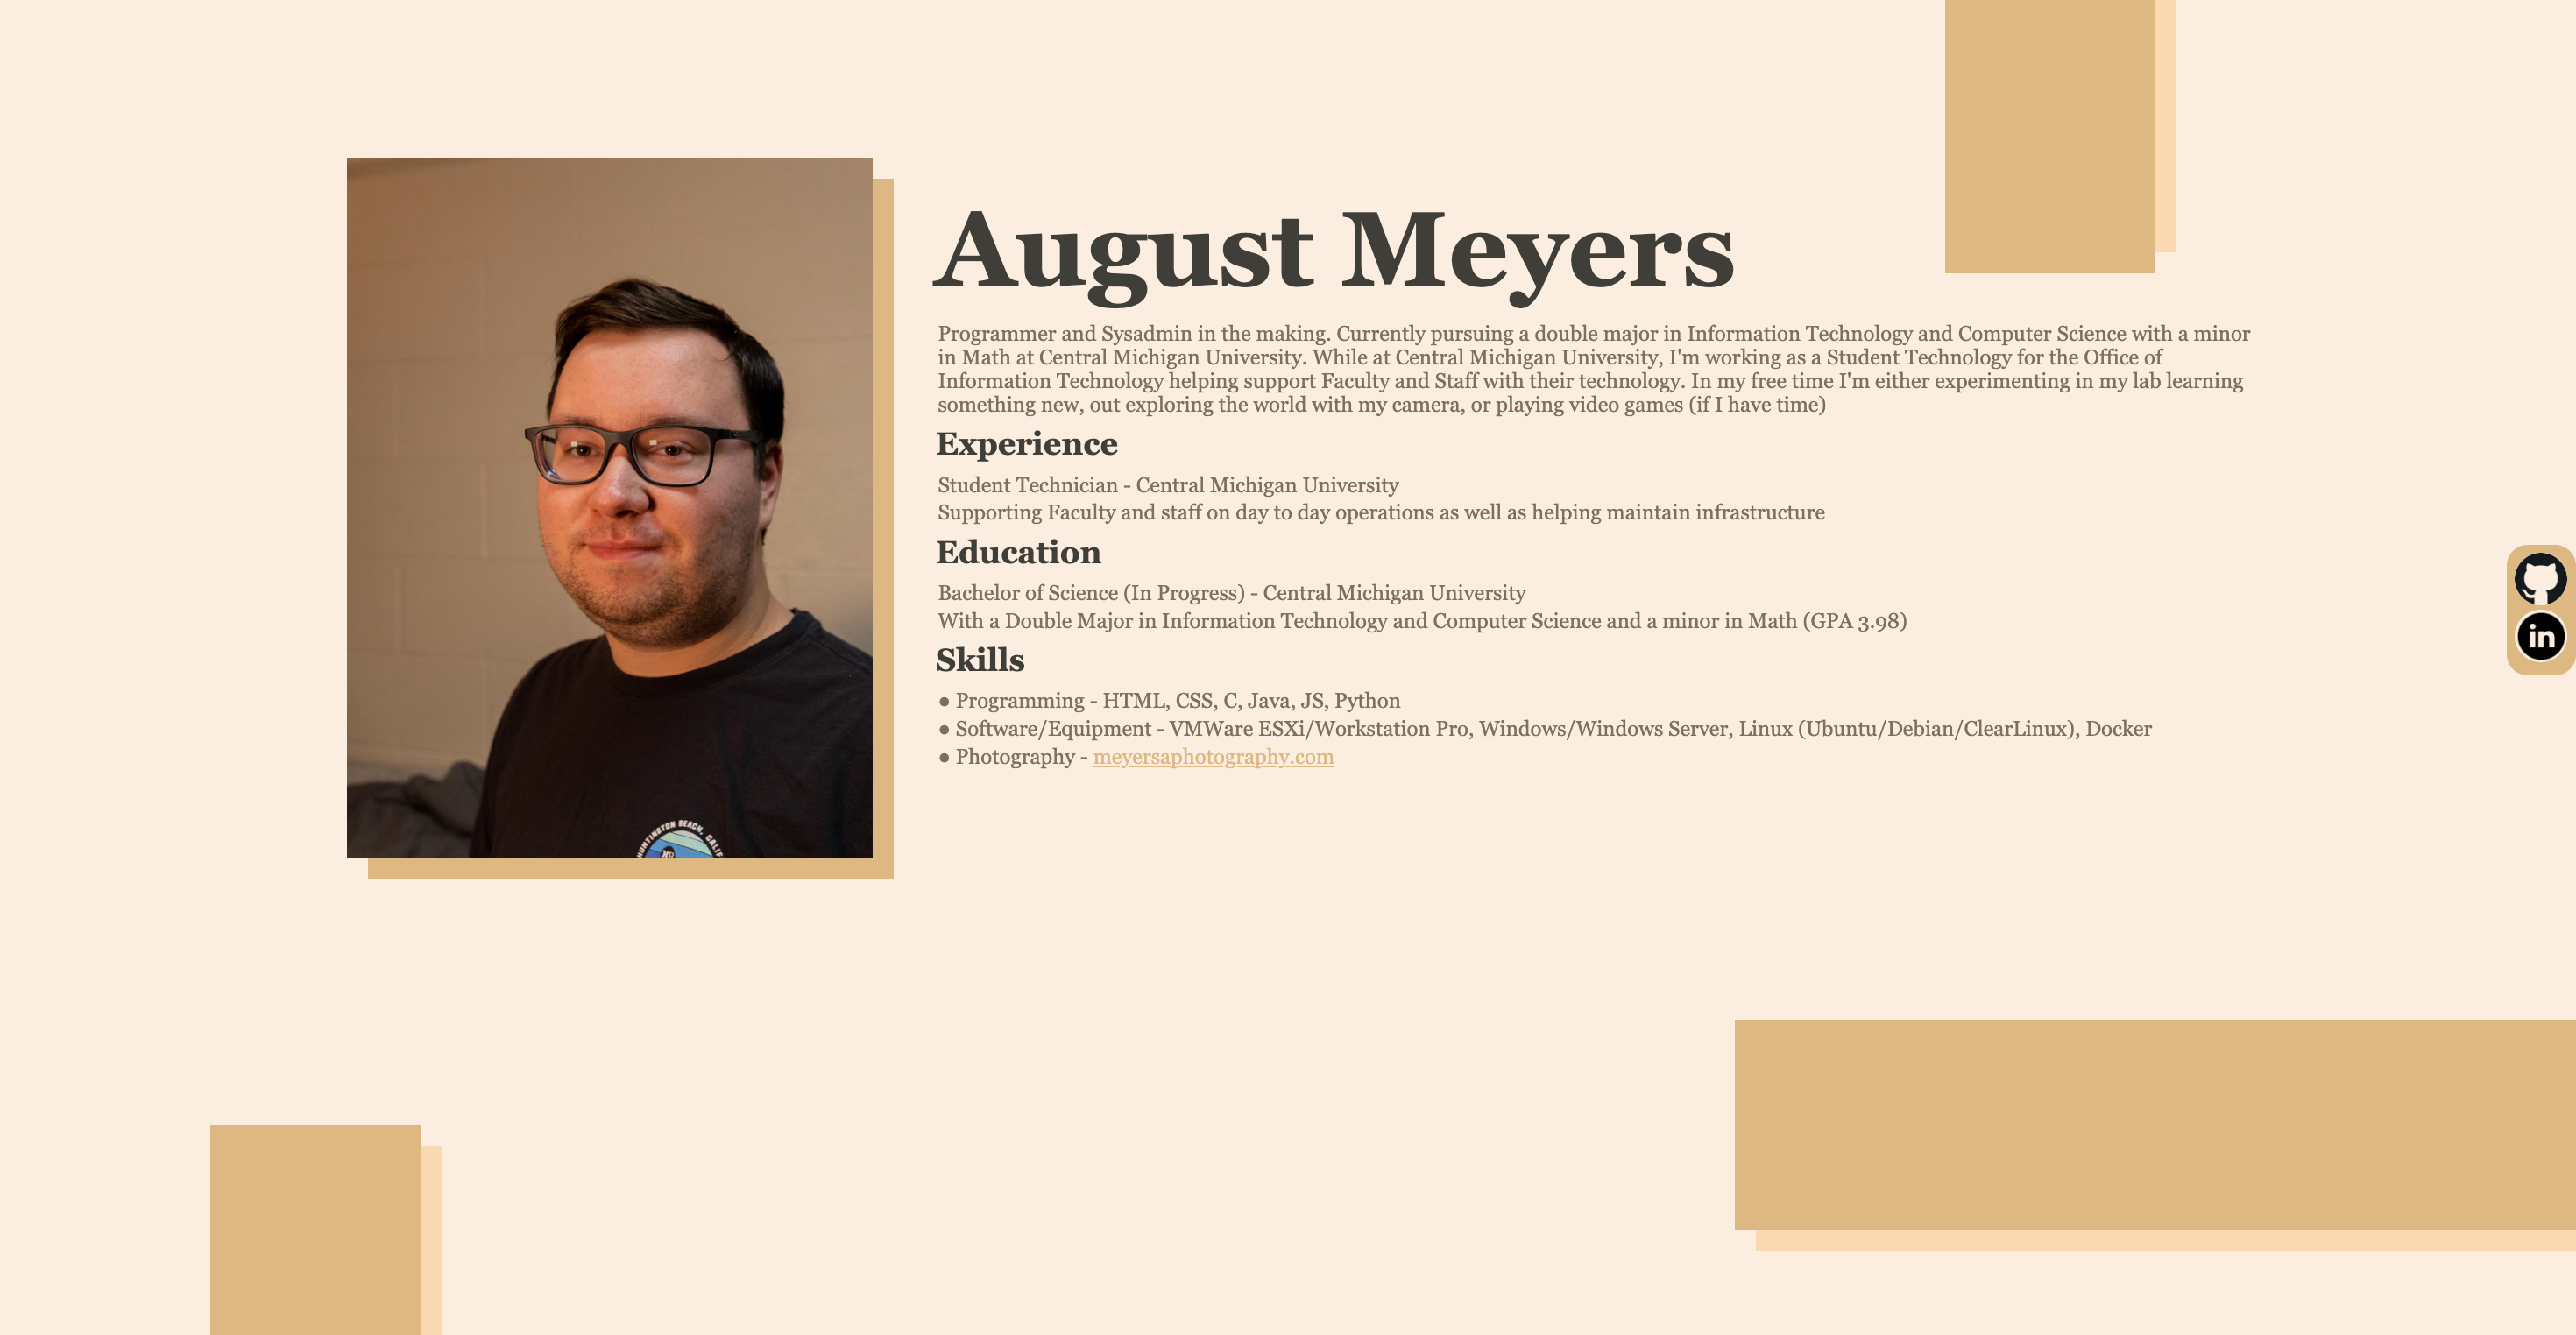 August Meyers
Programmer and Sysadmin in the making. Currently pursuing a double major in Information Technology and Computer Science with a minor
in Math at Central Michigan University. While at Central Michigan University, I'm working as a Student Technology for the Office of
Information Technology helping support Faculty and Staff with their technology. In my free time I'm either experimenting in my lab learning
something new, out exploring the world with my camera, or playing video games (if I have time)
Experience
Student Technician - Central Michigan University
Supporting Faculty and staff on day to day operations as well as helping maintain infrastructure
Education
Bachelor of Science (In Progress) - Central Michigan University
With a Double Major in Information Technology and Computer Science and a minor in Math (GPA 3.98)
Skills
● Programming - HTML, CSS, C, Java, JS, Python
● Software/Equipment - VMWare ESXi/Workstation Pro, Windows/Windows Server, Linux (Ubuntu/Debian/ClearLinux), Docker
● Photography - meyersaphotography.com
HUNTINGTON BEACH, CALIF
in